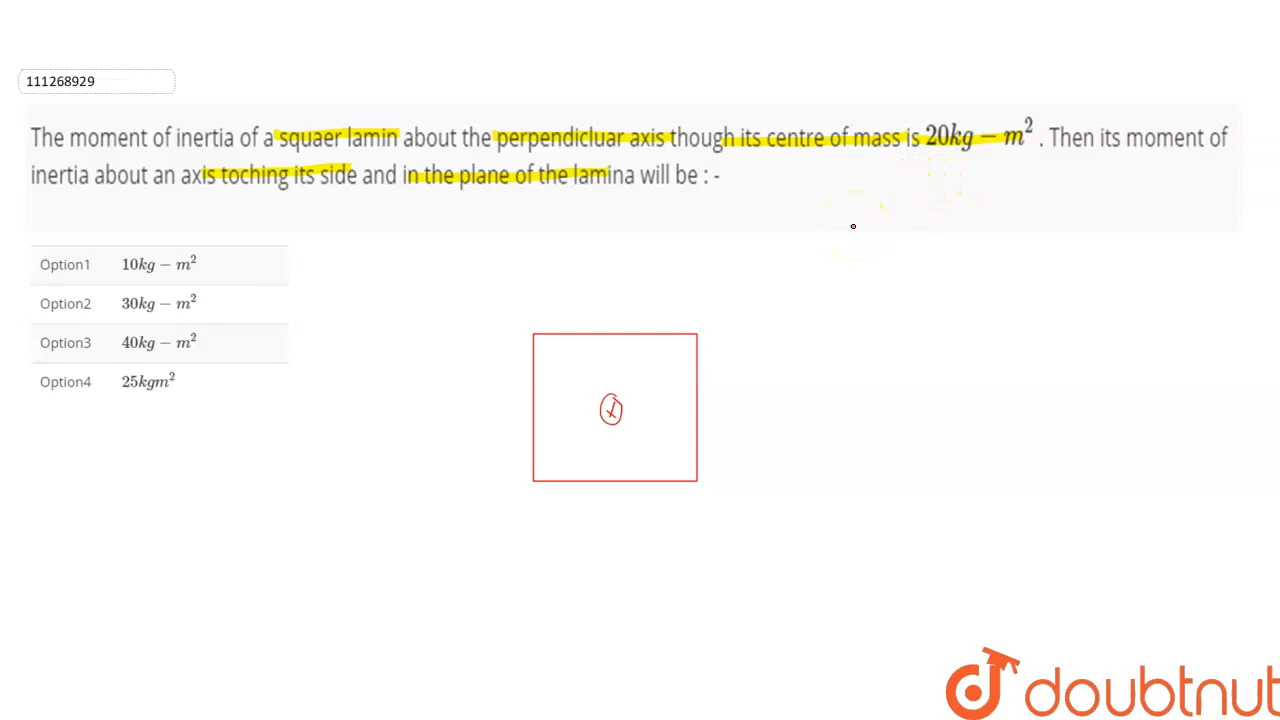 111268929
The moment of inertia of a squaer lamin about the perpendicluar axis though its centre of mass is 20kg − m² . Then its moment of
inertia about an axis toching its side and in the plane of the lamina will be : -
Option1 10kg − m²
Option2 30kg − m²
Option3 40kg − m²
Option4 25kgm²
doubtnut